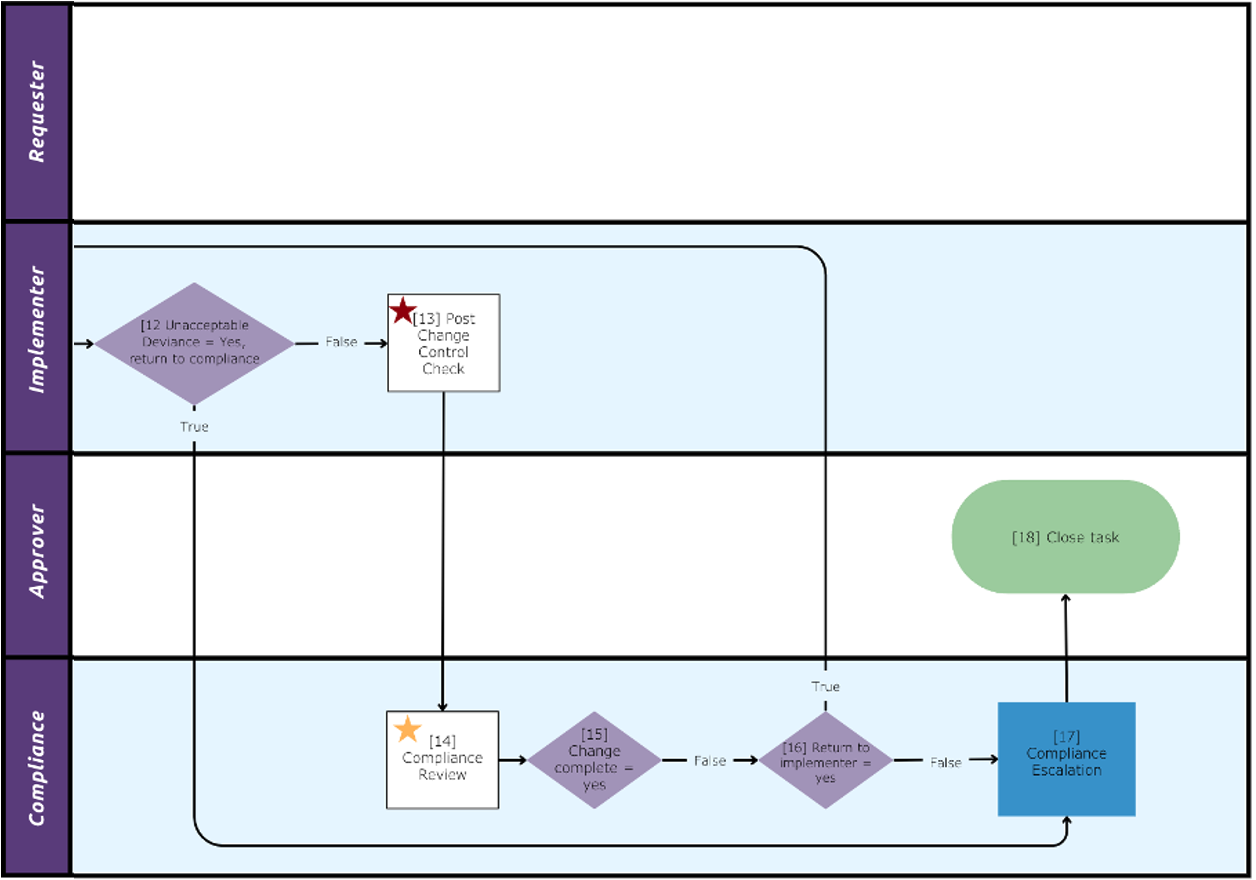 Requester
Implementer
[12 Unacceptable
Deviance = Yes,
return to compliance
False
[13] Post
Change
Control
Check
True
Approver
[18] Close task
Compliance
[14]
Compliance
Review
[15]
Change
complete =
yes
False
True
[16] Return to
implementer =
yes
False
[17]
Compliance
Escalation